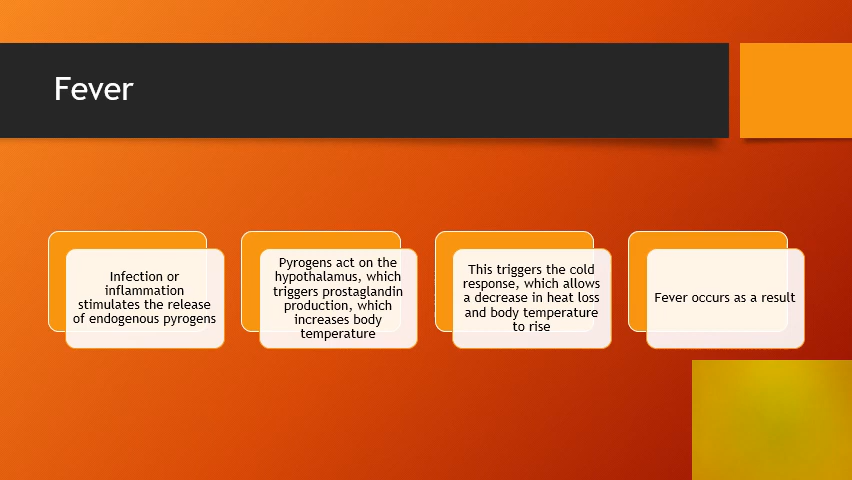 Fever
Infection or
inflammation
stimulates the release
of endogenous pyrogens
Pyrogens act on the
hypothalamus, which
triggers prostaglandin
production, which
increases body
temperature
This triggers the cold
response, which allows
a decrease in heat loss
and body temperature
to rise
Fever occurs as a result